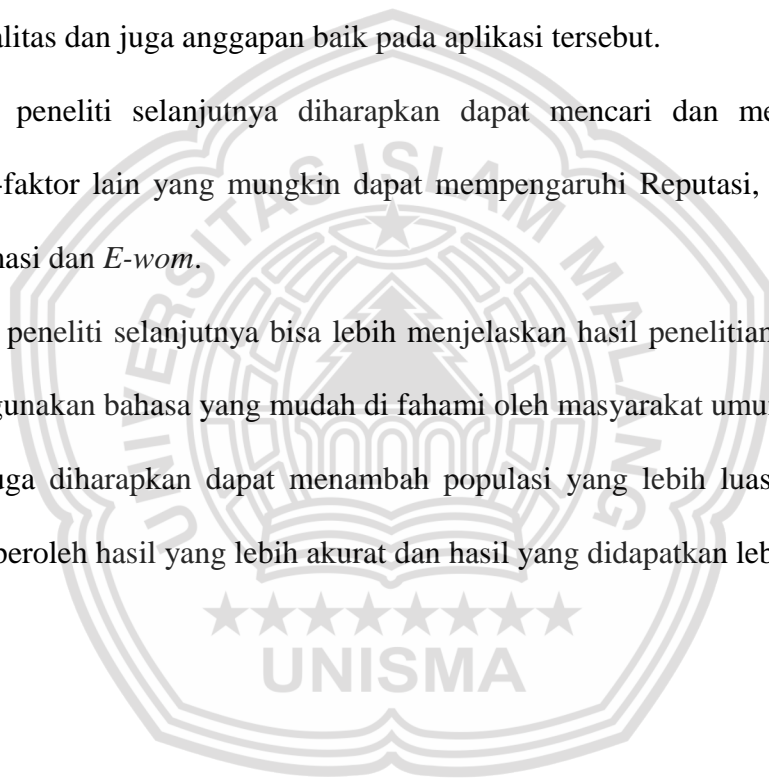 alitas dan juga anggapan baik pada aplikasi tersebut.
peneliti selanjutnya diharapkan dapat mencari dan me
-faktor lain yang mungkin dapat mempengaruhi Reputasi,
nasi dan E-wom.
peneliti selanjutnya bisa lebih menjelaskan hasil penelitian
gunakan bahasa yang mudah di fahami oleh masyarakat umu
uga diharapkan dapat menambah populasi yang lebih luas
peroleh hasil yang lebih akurat dan hasil yang didapatkan leb
UNIVERSITAS ISLAM MALANG
UNISMA